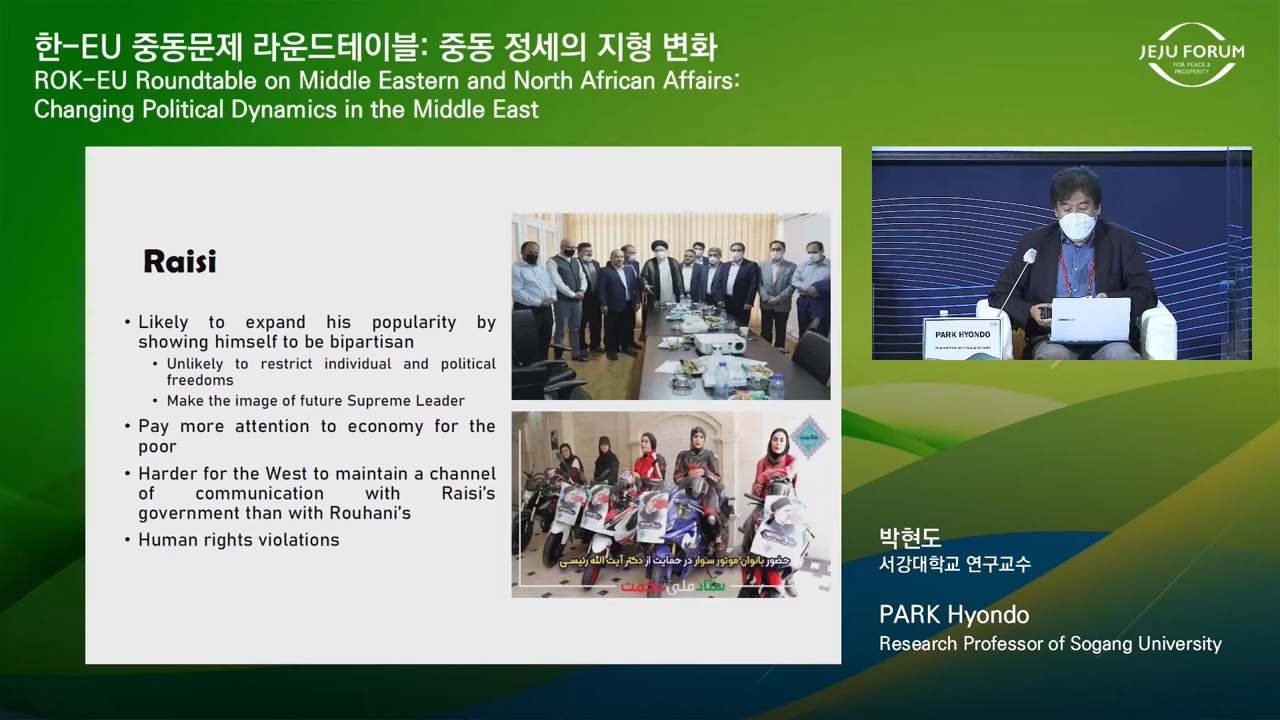 한-EU 중동문제 라운드테이블: 중동 정세의 지형 변화
ROK-EU Roundtable on Middle Eastern and North African Affairs:
Changing Political Dynamics in the Middle East
JEJU FORUM
FOR PEACE &
PROSPERITY
Raisi
• Likely to expand his popularity by
showing himself to be bipartisan
• Unlikely to restrict individual and political
freedoms
• Make the image of future Supreme Leader
• Pay more attention to economy for the
poor
• Harder for the West to maintain a channel
of communication with Raisi's
government than with Rouhani's
• Human rights violations
حکمت
حضور بانوان موتور سوار در حمایت از دکتر آیت الله رئیسی
ستاد ملی حکمت
PARK HYONDO
박현도
서강대학교 연구교수
PARK Hyondo
Research Professor of Sogang University